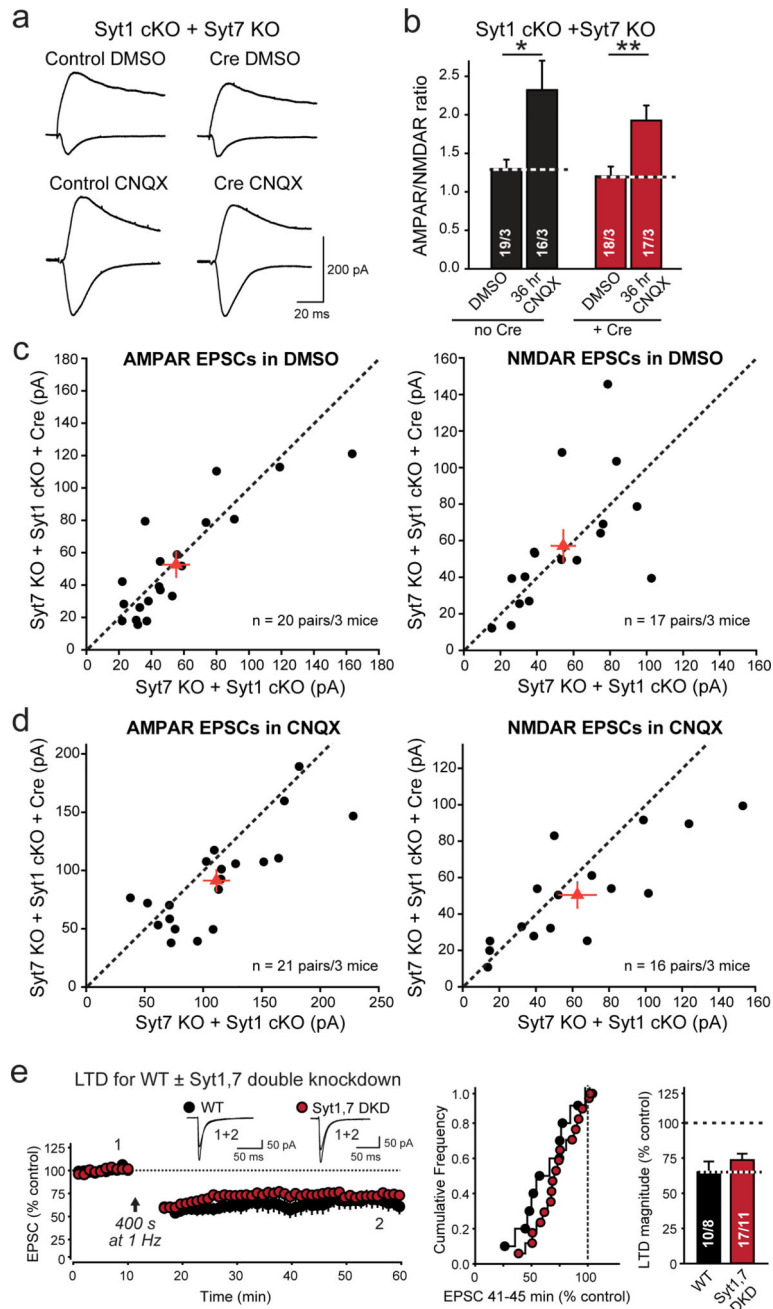 a
Syt1 cKO + Syt7 KO
Control DMSO
Cre DMSO
Control CNQX
Cre CNQX
200 pA
20 ms
b
Syt1 cKO +Syt7 KO
*
**
AMPAR/NMDAR ratio
2.5
2.0
1.5
1.0
0.5
0.0
19/3
16/3
18/3
17/3
DMSO
36 hr
CNQX
DMSO
36 hr
CNQX
no Cre
+ Cre
c
AMPAR EPSCs in DMSO
Syt7 KO + Syt1 cKO + Cre (pA)
180
160
140
120
100
80
60
40
20
0
n = 20 pairs/3 mice
0 20 40 60 80 100 120 140 160 180
Syt7 KO + Syt1 cKO (pA)
NMDAR EPSCs in DMSO
Syt7 KO + Syt1 cKO + Cre (pA)
160
140
120
100
80
60
40
20
0
n = 17 pairs/3 mice
0 20 40 60 80 100 120 140 160
Syt7 KO + Syt1 cKO (pA)
d
AMPAR EPSCs in CNQX
Syt7 KO + Syt1 cKO + Cre (pA)
200
150
100
50
0
n = 21 pairs/3 mice
0 50 100 150 200 250
Syt7 KO + Syt1 cKO (pA)
NMDAR EPSCs in CNQX
Syt7 KO + Syt1 cKO + Cre (pA)
140
120
100
80
60
40
20
0
n = 16 pairs/3 mice
0 20 40 60 80 100 120 140 160
Syt7 KO + Syt1 cKO (pA)
e
LTD for WT ± Syt1,7 double knockdown
WT
Syt1,7 DKD
1+2
50 pA
50 ms
1+2
50 pA
50 ms
EPSC (% control)
125
100
75
50
25
0
1
2
400 s
at 1 Hz
0 10 20 30 40 50 60
Time (min)
Cumulative Frequency
1.0
0.8
0.6
0.4
0.2
0.0
0 50 100
EPSC 41-45 min (% control)
LTD magnitude (% control)
125
100
75
50
25
0
10/8
17/11
WT
Syt1,7
DKD